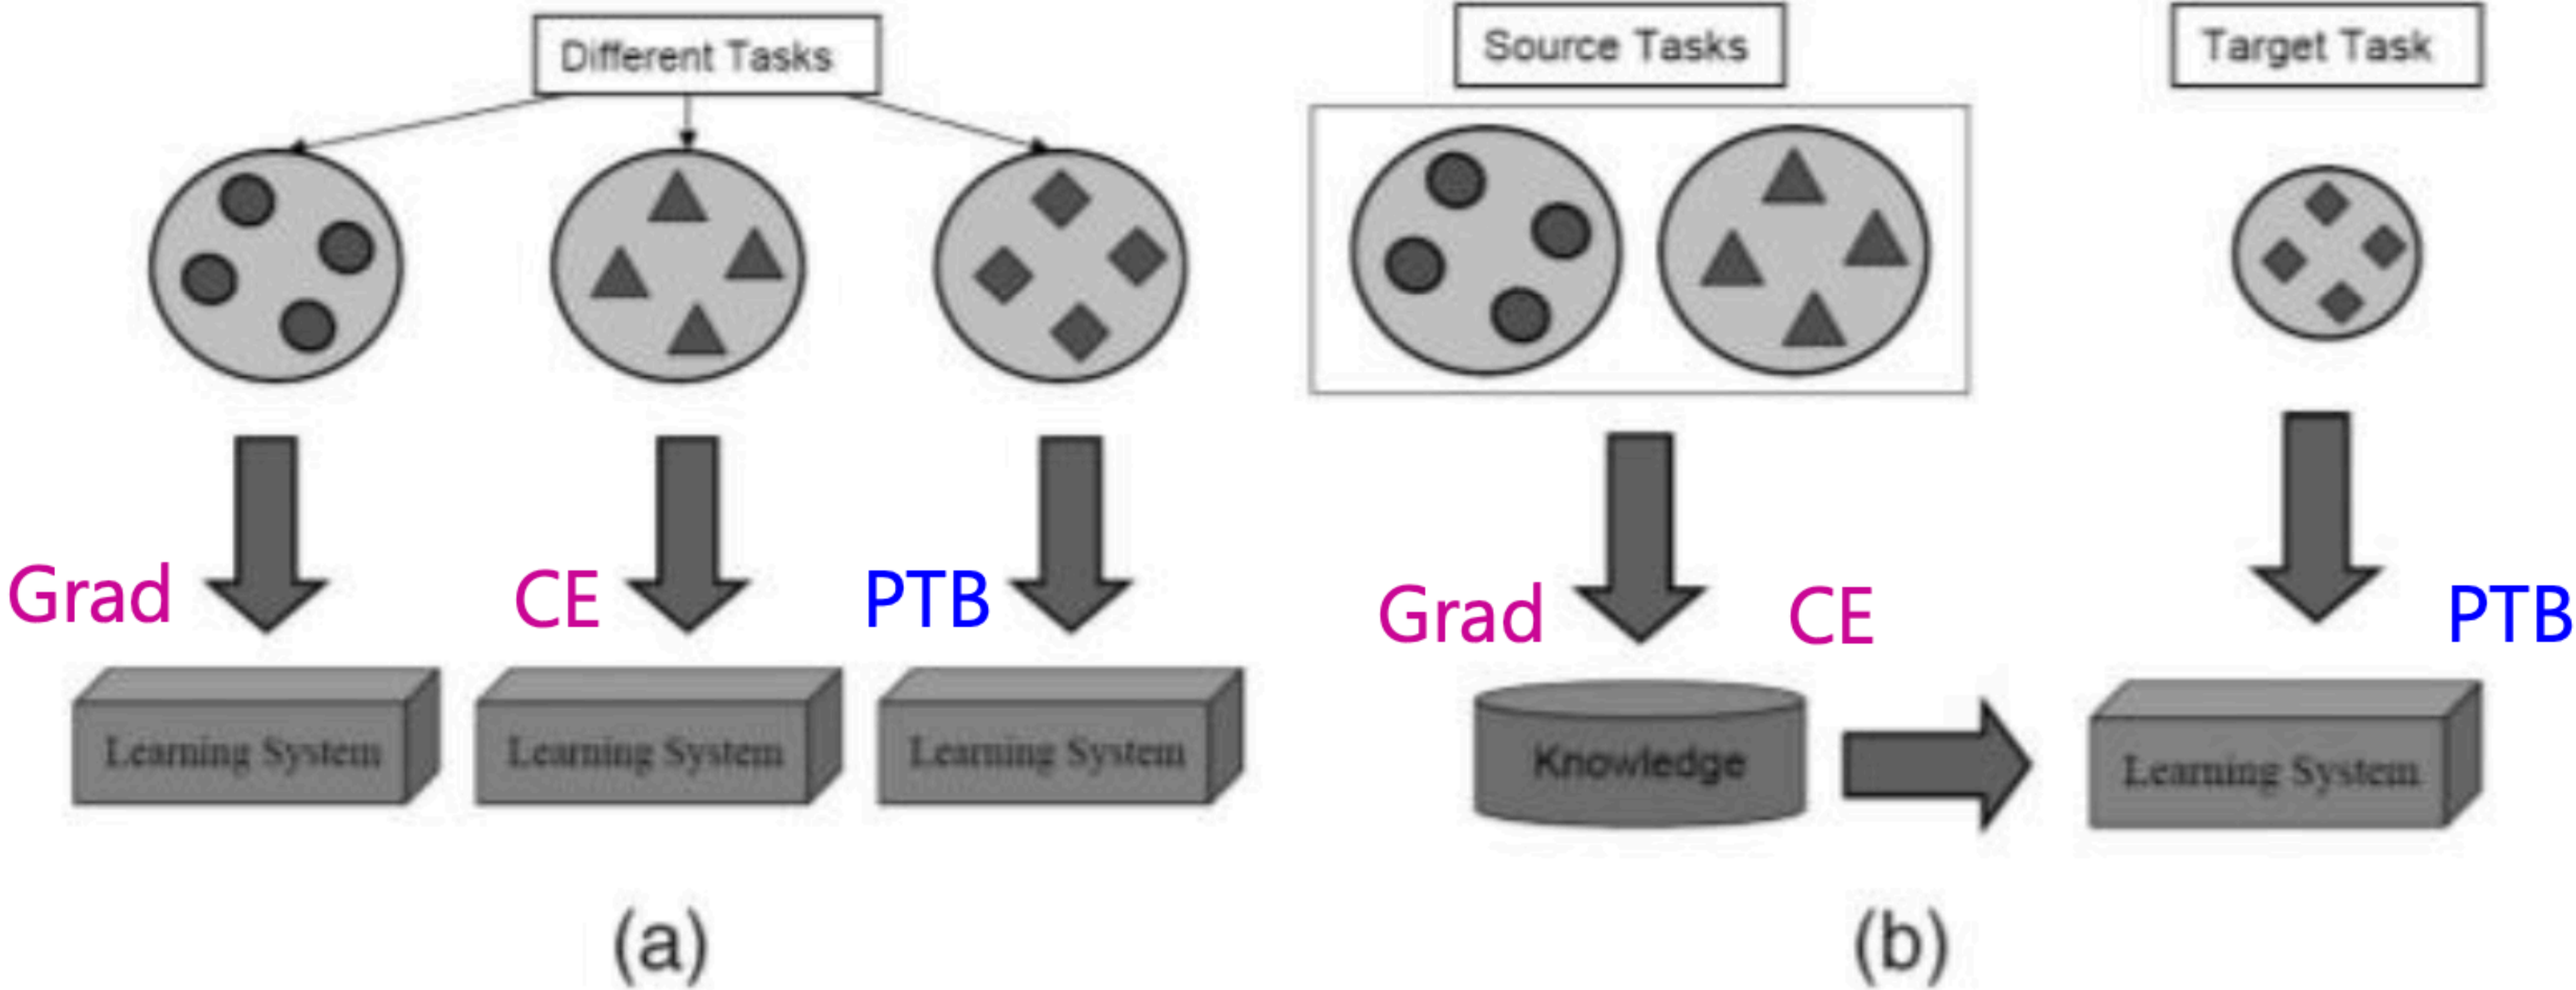 Different Tasks
Grad
CE
PTB
Learning System
Learning System
Learning System
(a)
Source Tasks
Target Task
Grad
CE
PTB
Knowledge
Learning System
(b)